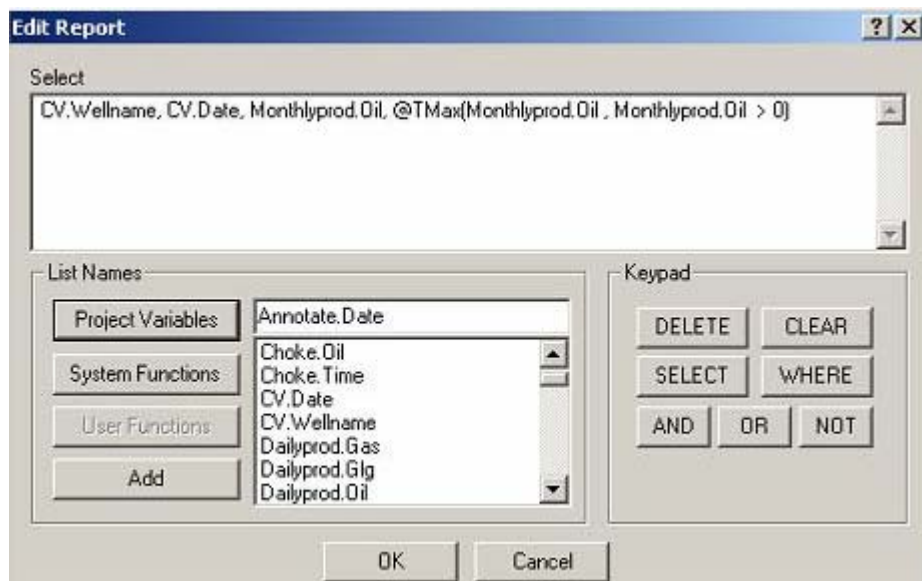 Edit Report
Select
CV.Wellname, CV.Date, Monthlyprod.Oil, @TMax(Monthlyprod.Oil , Monthlyprod.Oil > 0)
List Names
Project Variables
Annotate.Date
System Functions
User Functions
Add
Choke.Oil
Choke.Time
CV.Date
CV.Wellname
Dailyprod.Gas
Dailyprod.Glg
Dailyprod.Oil
Keypad
DELETE CLEAR
SELECT WHERE
AND OR NOT
OK Cancel